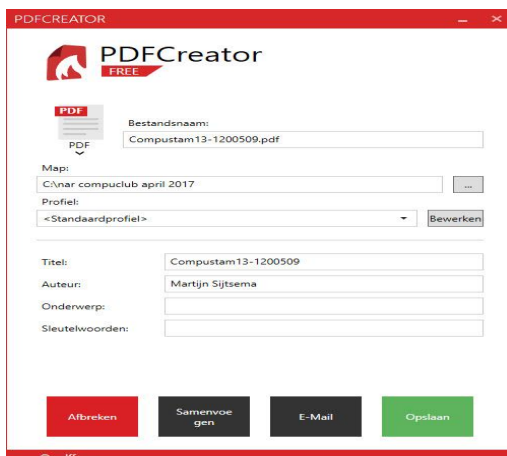 PDFCREATOR
PDFCreator
FREE
PDF
PDF
Bestandsnaam:
Compustam13-1200509.pdf
Map:
C:\nar compuclub april 2017
...
Profiel:
<Standaardprofiel>
Bewerken
Titel:
Compustam13-1200509
Auteur:
Martijn Sijtsema
Onderwerp:
Sleutelwoorden:
Afbreken
Samenvoe
gen
E-Mail
Opslaan